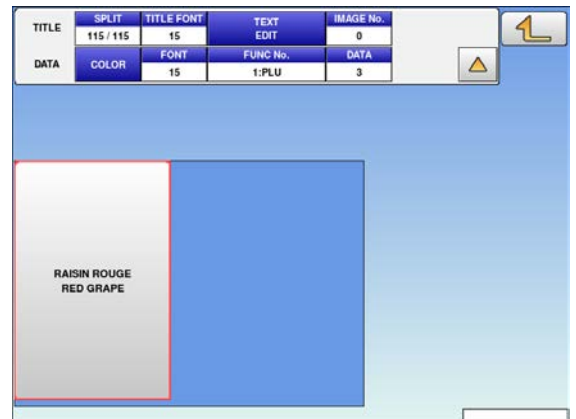 TITLE
SPLIT
TITLE FONT
TEXT EDIT
IMAGE No.
115 / 115
15
0
DATA
COLOR
FONT
FUNC No.
DATA
15
1:PLU
3
RAISIN ROUGE
RED GRAPE